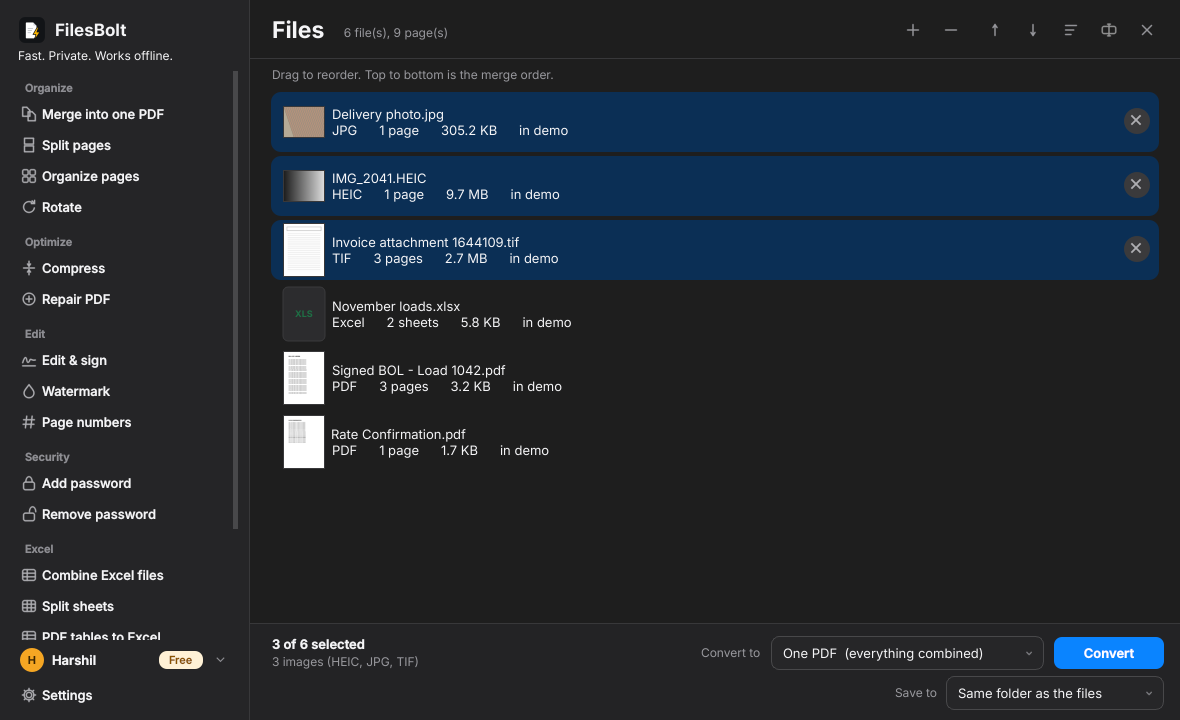 FilesBolt
Fast. Private. Works offline.
Organize
Merge into one PDF
Split pages
Organize pages
Rotate
Optimize
Compress
Repair PDF
Edit
Edit & sign
Watermark
Page numbers
Security
Add password
Remove password
Excel
Combine Excel files
Split sheets
PDF tables to Excel
H Harshil Free
Settings
Files 6 file(s), 9 page(s)
Drag to reorder. Top to bottom is the merge order.
Delivery photo.jpg
JPG 1 page 305.2 KB in demo
IMG_2041.HEIC
HEIC 1 page 9.7 MB in demo
Invoice attachment 1644109.tif
TIF 3 pages 2.7 MB in demo
XLS
November loads.xlsx
Excel 2 sheets 5.8 KB in demo
Signed BOL - Load 1042.pdf
PDF 3 pages 3.2 KB in demo
Rate Confirmation.pdf
PDF 1 page 1.7 KB in demo
3 of 6 selected
3 images (HEIC, JPG, TIF)
Convert to One PDF (everything combined) Convert
Save to Same folder as the files